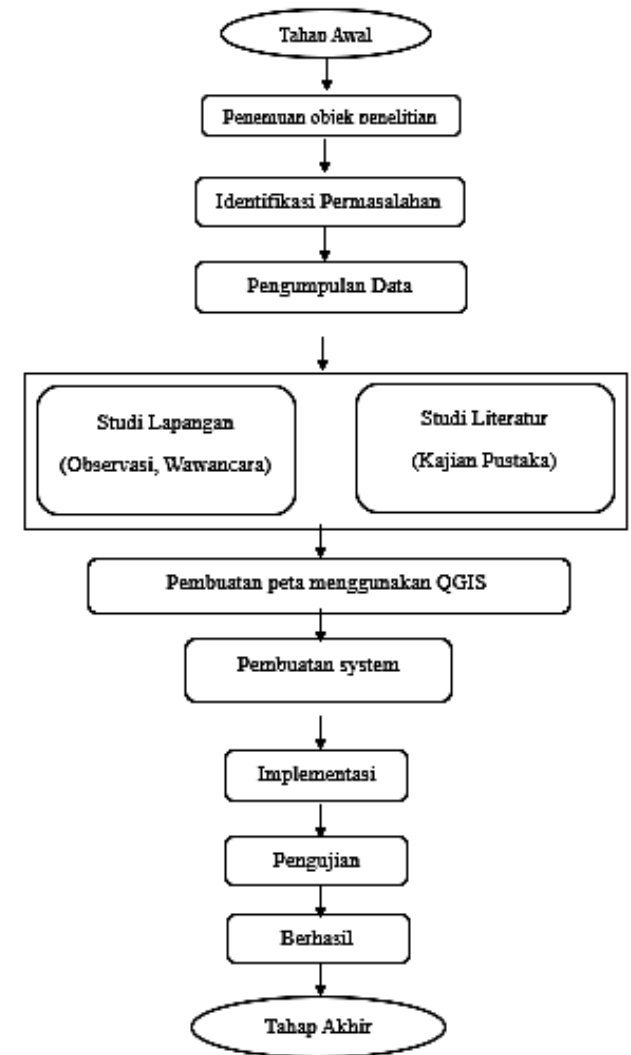 Tahap Awal
Penemuan objek penelitian
Identifikasi Permasalahan
Pengumpulan Data
Studi Lapangan
(Observasi, Wawancara)
Studi Literatur
(Kajian Pustaka)
Pembuatan peta menggunakan QGIS
Pembuatan system
Implementasi
Pengujian
Berhasil
Tahap Akhir